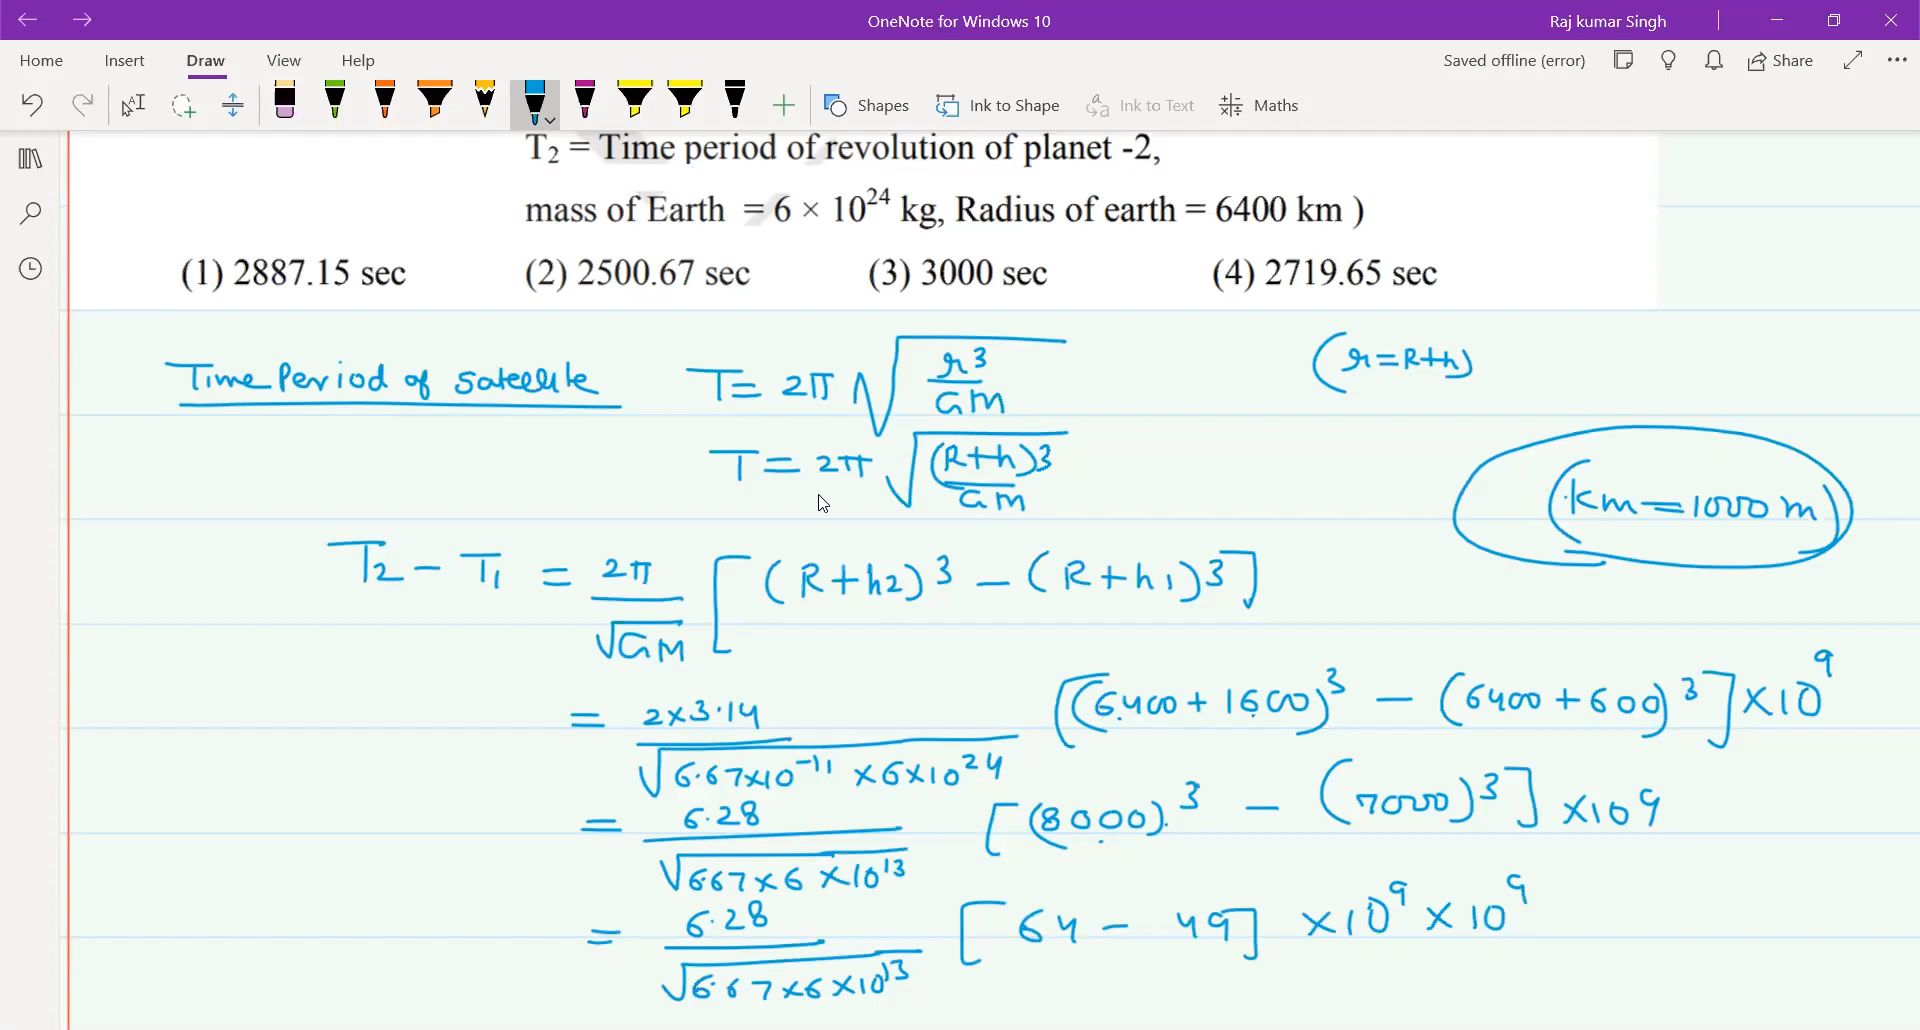 OneNote for Windows 10
Raj kumar Singh
Home Insert Draw View Help
Saved offline (error) Share
Shapes Ink to Shape Ink to Text Maths
T₂ = Time period of revolution of planet -2,
mass of Earth = 6 × 10²⁴ kg, Radius of earth = 6400 km )
(1) 2887.15 sec (2) 2500.67 sec (3) 3000 sec (4) 2719.65 sec
Time Period of Satellite T = 2π √(r³/GM) (r = R+h)
T = 2π √((R+h)³/GM)
(km = 1000 m)
T₂ - T₁ = 2π/√GM [(R+h₂)³ - (R+h₁)³]
= 2×3.14/√(6.67×10⁻¹¹ ×6×10²⁴) [(6400+1600)³ - (6400+600)³] ×10⁹
= 6.28/√(6.67×6×10¹³) [(8000)³ - (7000)³] ×10⁹
= 6.28/√(6.67×6×10¹³) [64 - 49] ×10⁹ ×10⁹